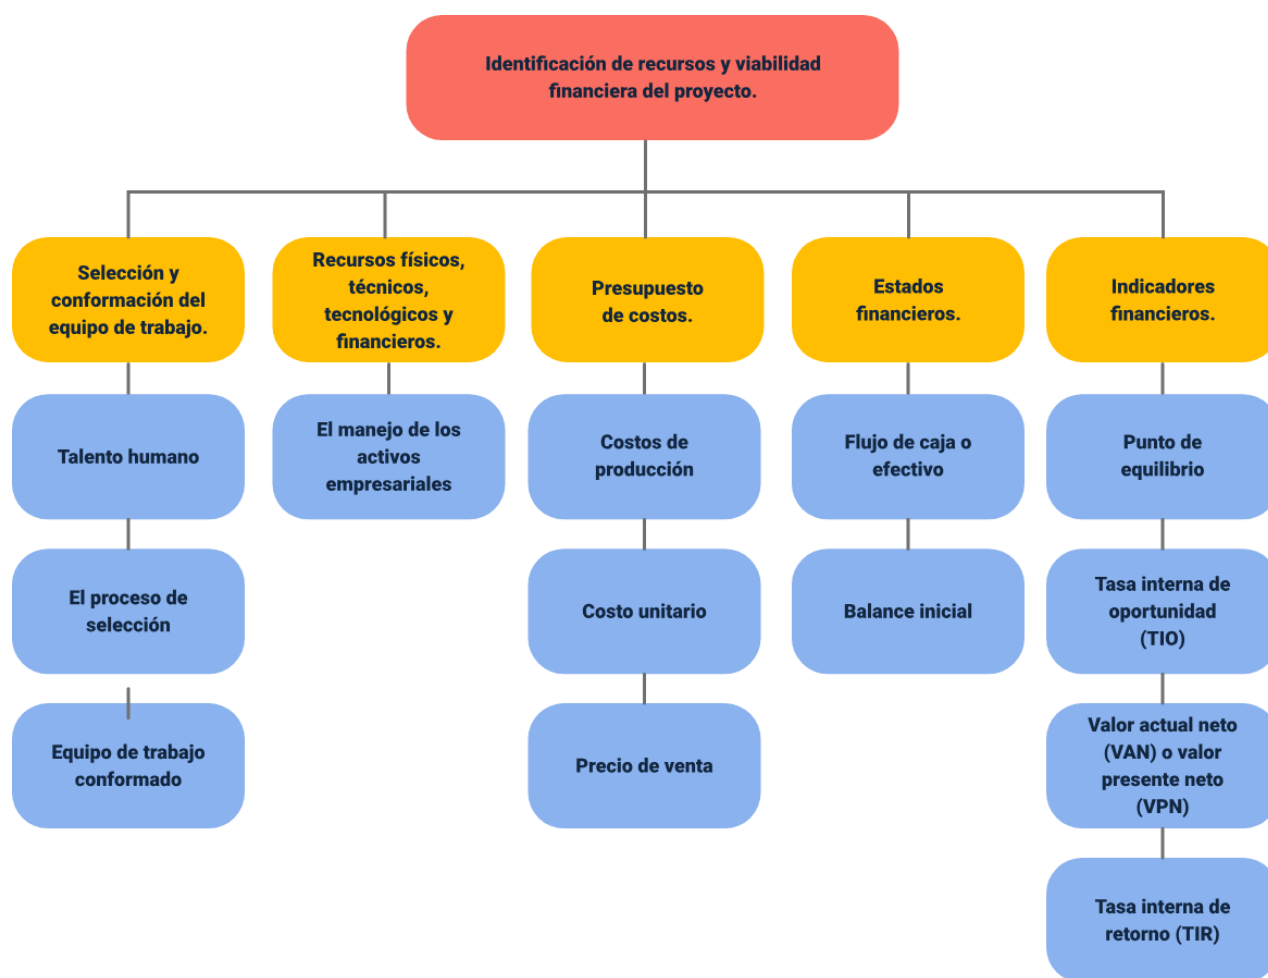 Identificación de recursos y viabilidad
financiera del proyecto.
Selección y
conformación del
equipo de trabajo.
Recursos físicos,
técnicos,
tecnológicos y
financieros.
Presupuesto
de costos.
Estados
financieros.
Indicadores
financieros.
Talento humano
El manejo de los
activos
empresariales
Costos de
producción
Flujo de caja o
efectivo
Punto de
equilibrio
El proceso de
selección
Costo unitario
Balance inicial
Tasa interna de
oportunidad
(TIO)
Equipo de trabajo
conformado
Precio de venta
Valor actual neto
(VAN) o valor
presente neto
(VPN)
Tasa interna de
retorno (TIR)